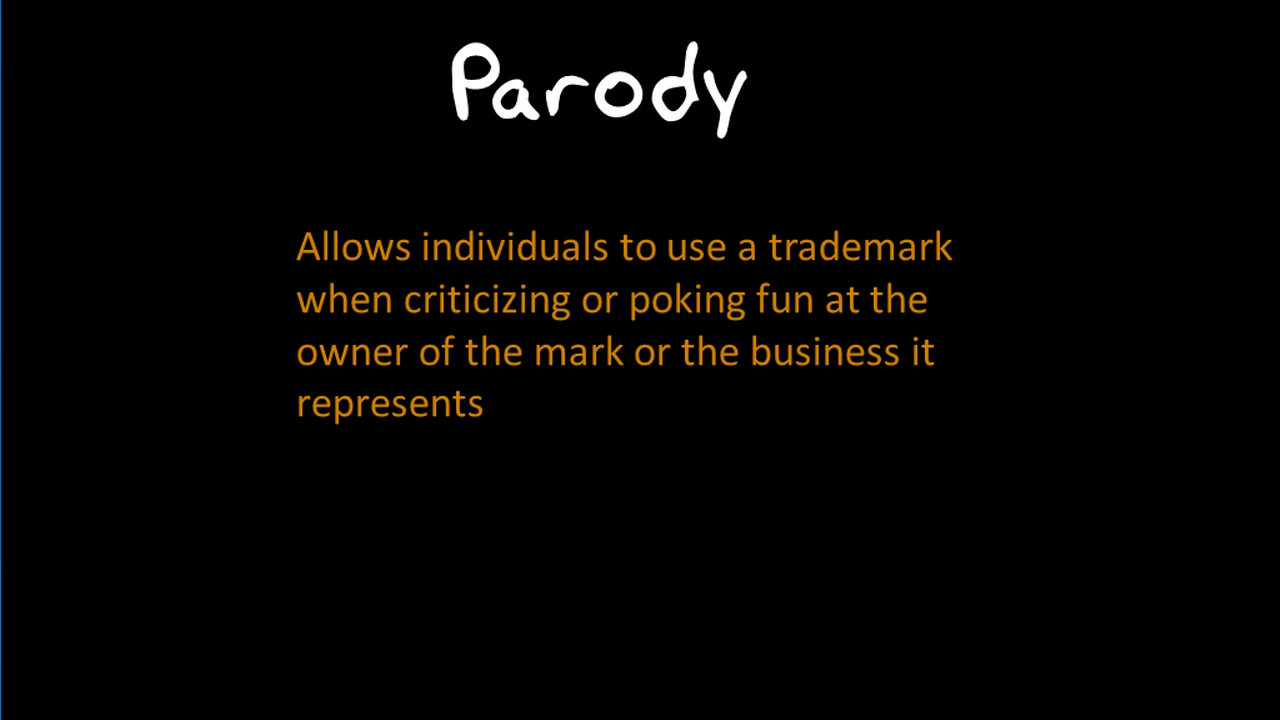 Parody
Allows individuals to use a trademark
when criticizing or poking fun at the
owner of the mark or the business it
represents